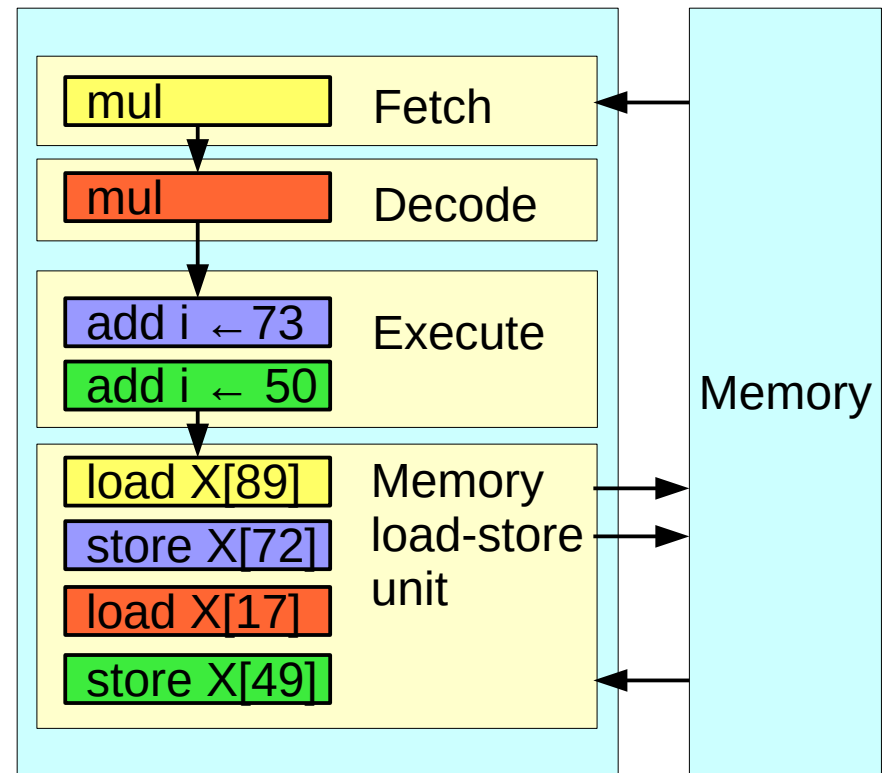 mul
Fetch
mul
Decode
add i ←73
add i ← 50
Execute
load X[89]
store X[72]
load X[17]
store X[49]
Memory
load-store
unit
Memory